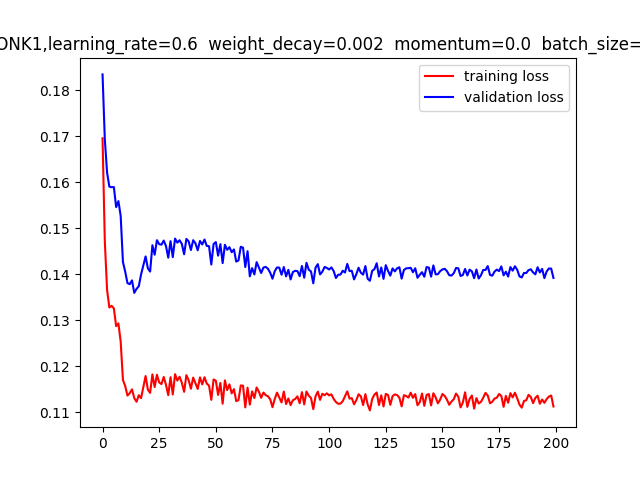 ONK1,learning_rate=0.6 weight_decay=0.002 momentum=0.0 batch_size=
training loss
validation loss
0.18
0.17
0.16
0.15
0.14
0.13
0.12
0.11
0 25 50 75 100 125 150 175 200